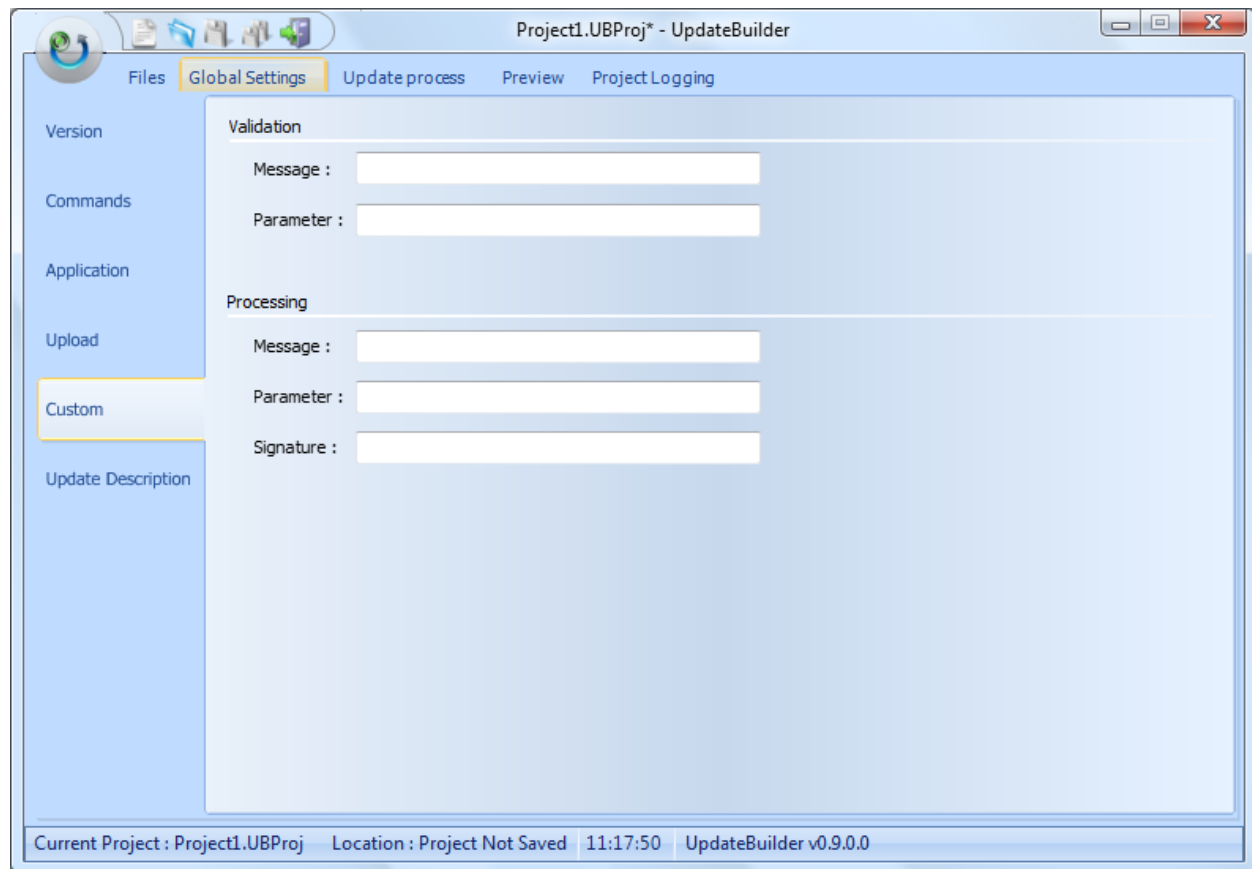 Project1.UBProj* - UpdateBuilder
Files Global Settings Update process Preview Project Logging
Version
Commands
Application
Upload
Custom
Update Description
Validation
Message :
Parameter :
Processing
Message :
Parameter :
Signature :
Current Project : Project1.UBProj Location : Project Not Saved 11:17:50 UpdateBuilder v0.9.0.0